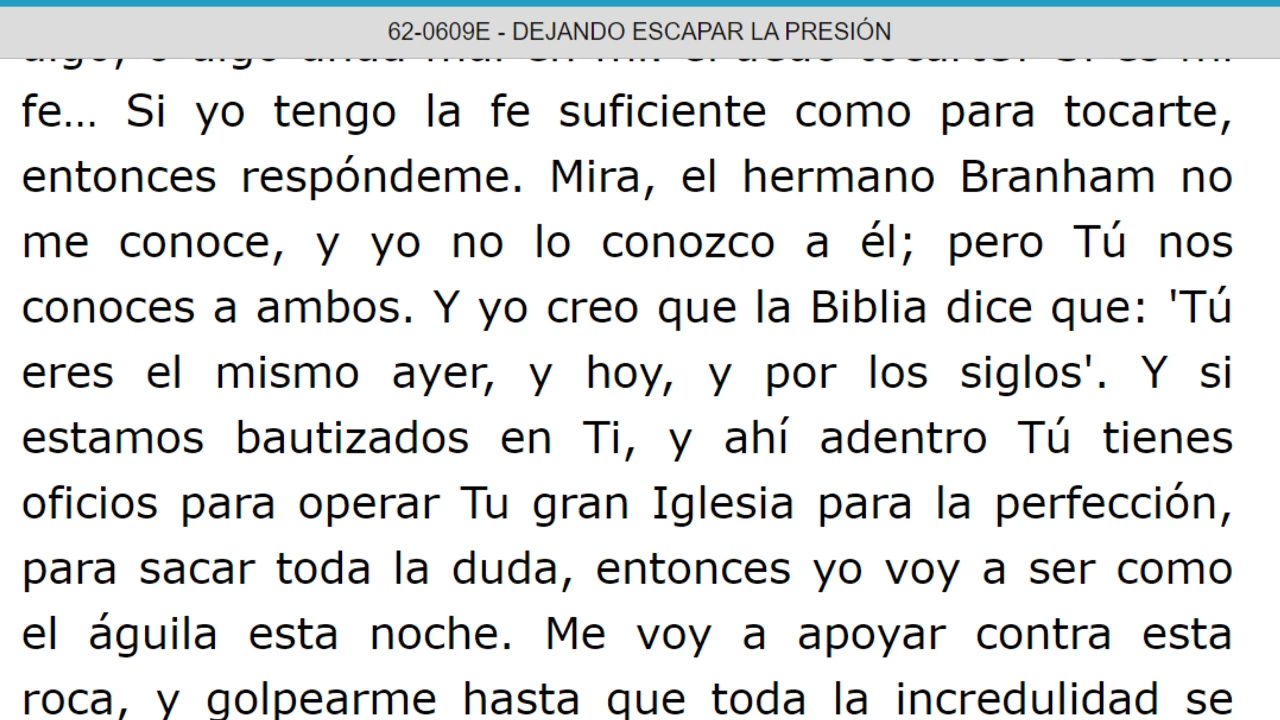 62-0609E - DEJANDO ESCAPAR LA PRESIÓN
fe... Si yo tengo la fe suficiente como para tocarte,
entonces respóndeme. Mira, el hermano Branham no
me conoce, y yo no lo conozco a él; pero Tú nos
conoces a ambos. Y yo creo que la Biblia dice que: 'Tú
eres el mismo ayer, y hoy, y por los siglos'. Y si
estamos bautizados en Ti, y ahí adentro Tú tienes
oficios para operar Tu gran Iglesia para la perfección,
para sacar toda la duda, entonces yo voy a ser como
el águila esta noche. Me voy a apoyar contra esta
roca, y golpearme hasta que toda la incredulidad se